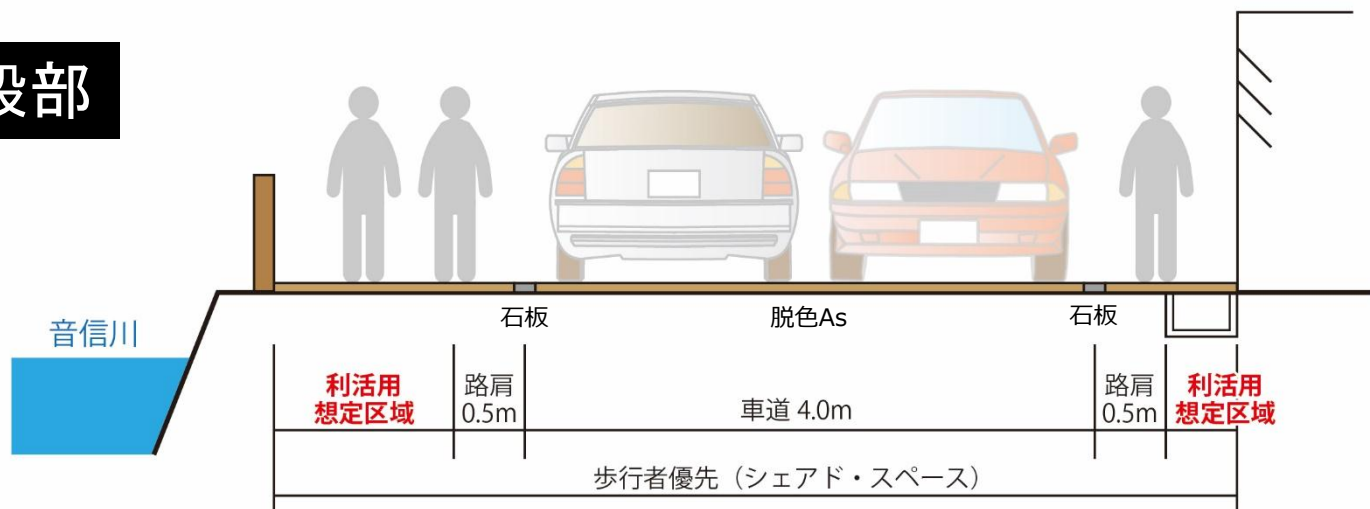 段部
音信川
石板
脱色As
石板
利活用
想定区域
路肩
0.5m
車道 4.0m
路肩
0.5m
利活用
想定区域
歩行者優先（シェアド・スペース）